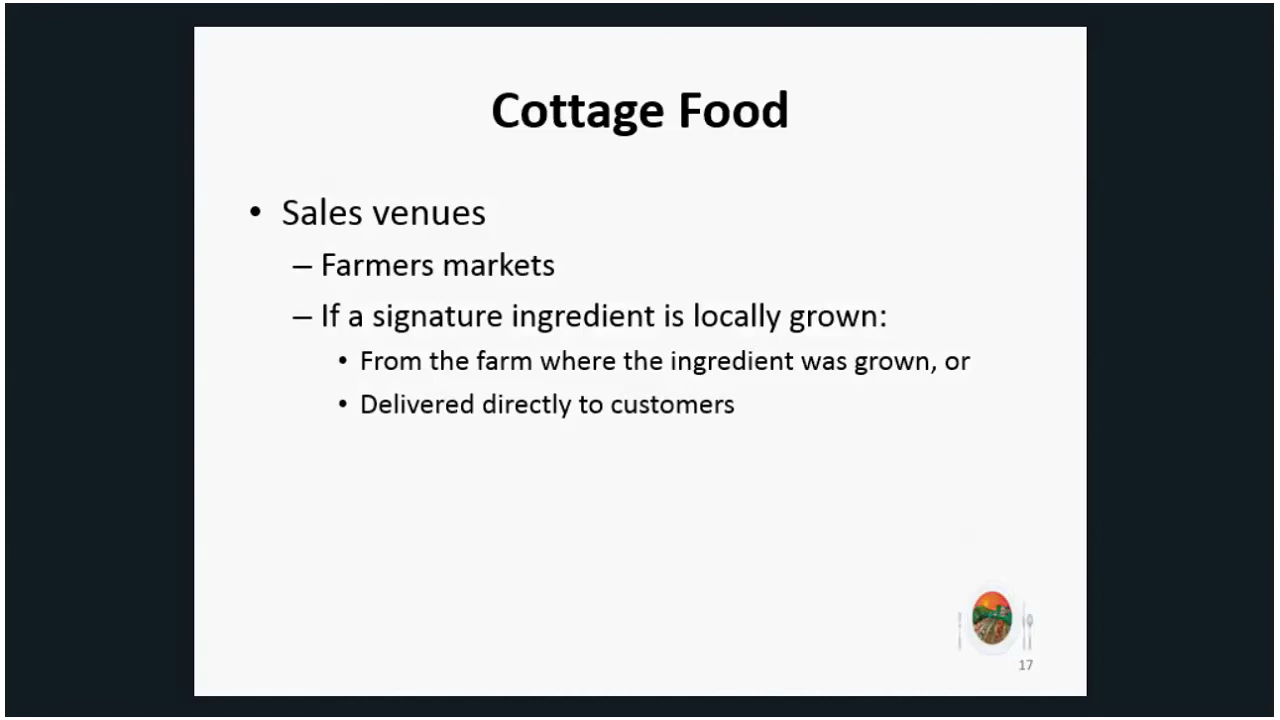 Cottage Food
• Sales venues
– Farmers markets
– If a signature ingredient is locally grown:
• From the farm where the ingredient was grown, or
• Delivered directly to customers
17